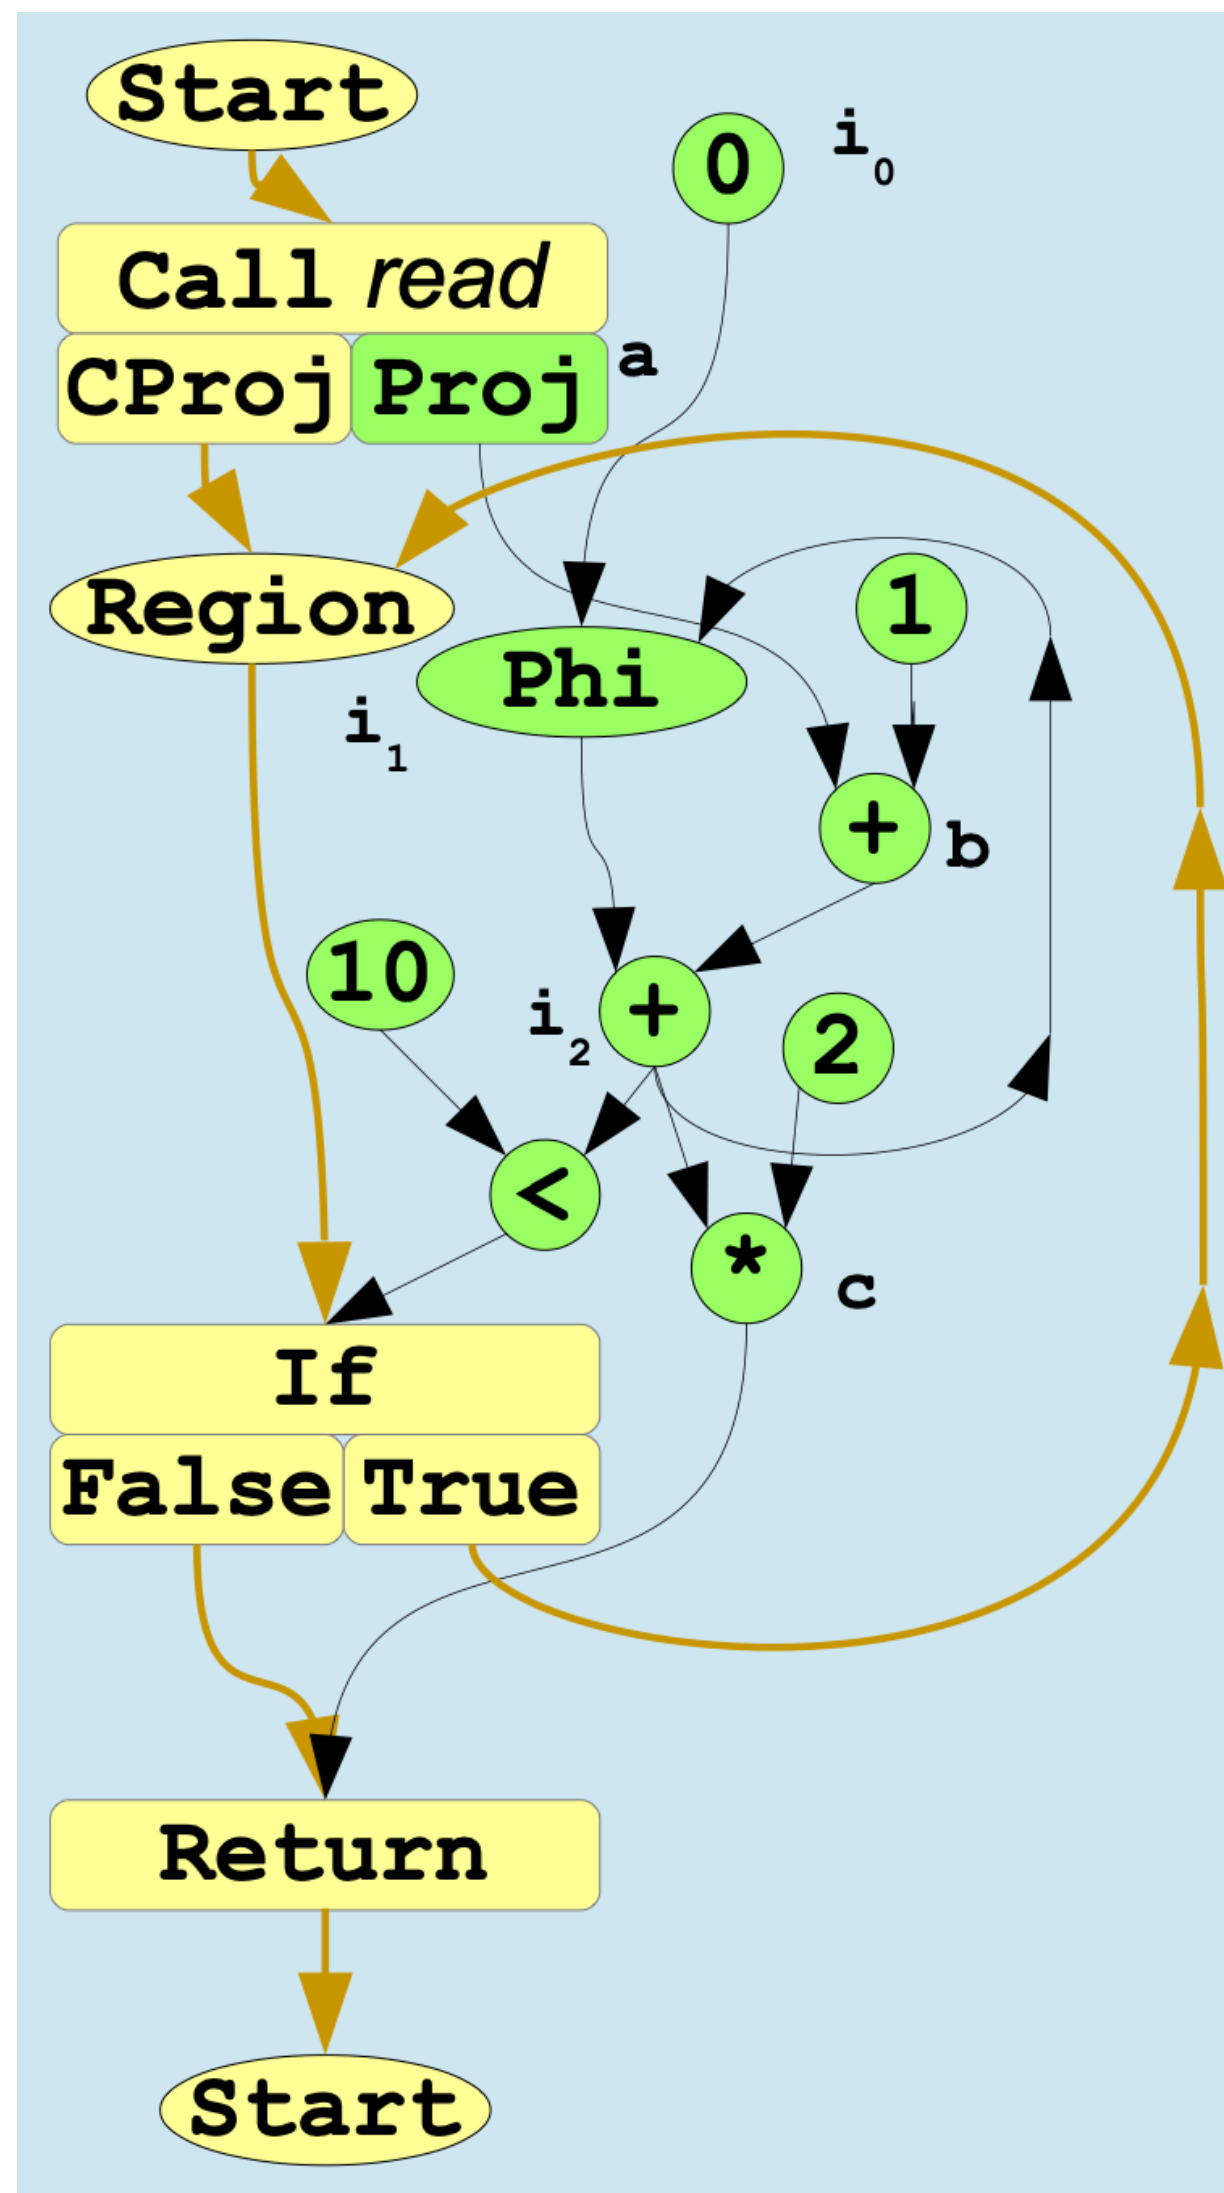 Start
0 i₀
Call read
CProj Proj a
Region
1
Phi
i₁
+ b
10
i₂ + 2
<
* c
If
False True
Return
Start